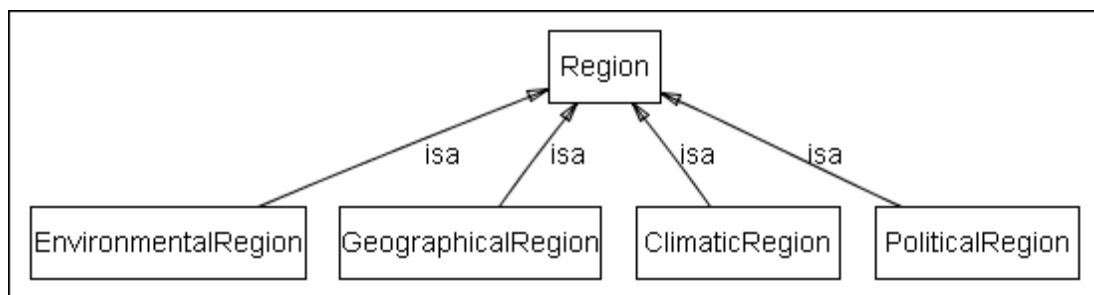 Region
isa isa isa isa
EnvironmentalRegion GeographicalRegion ClimaticRegion PoliticalRegion